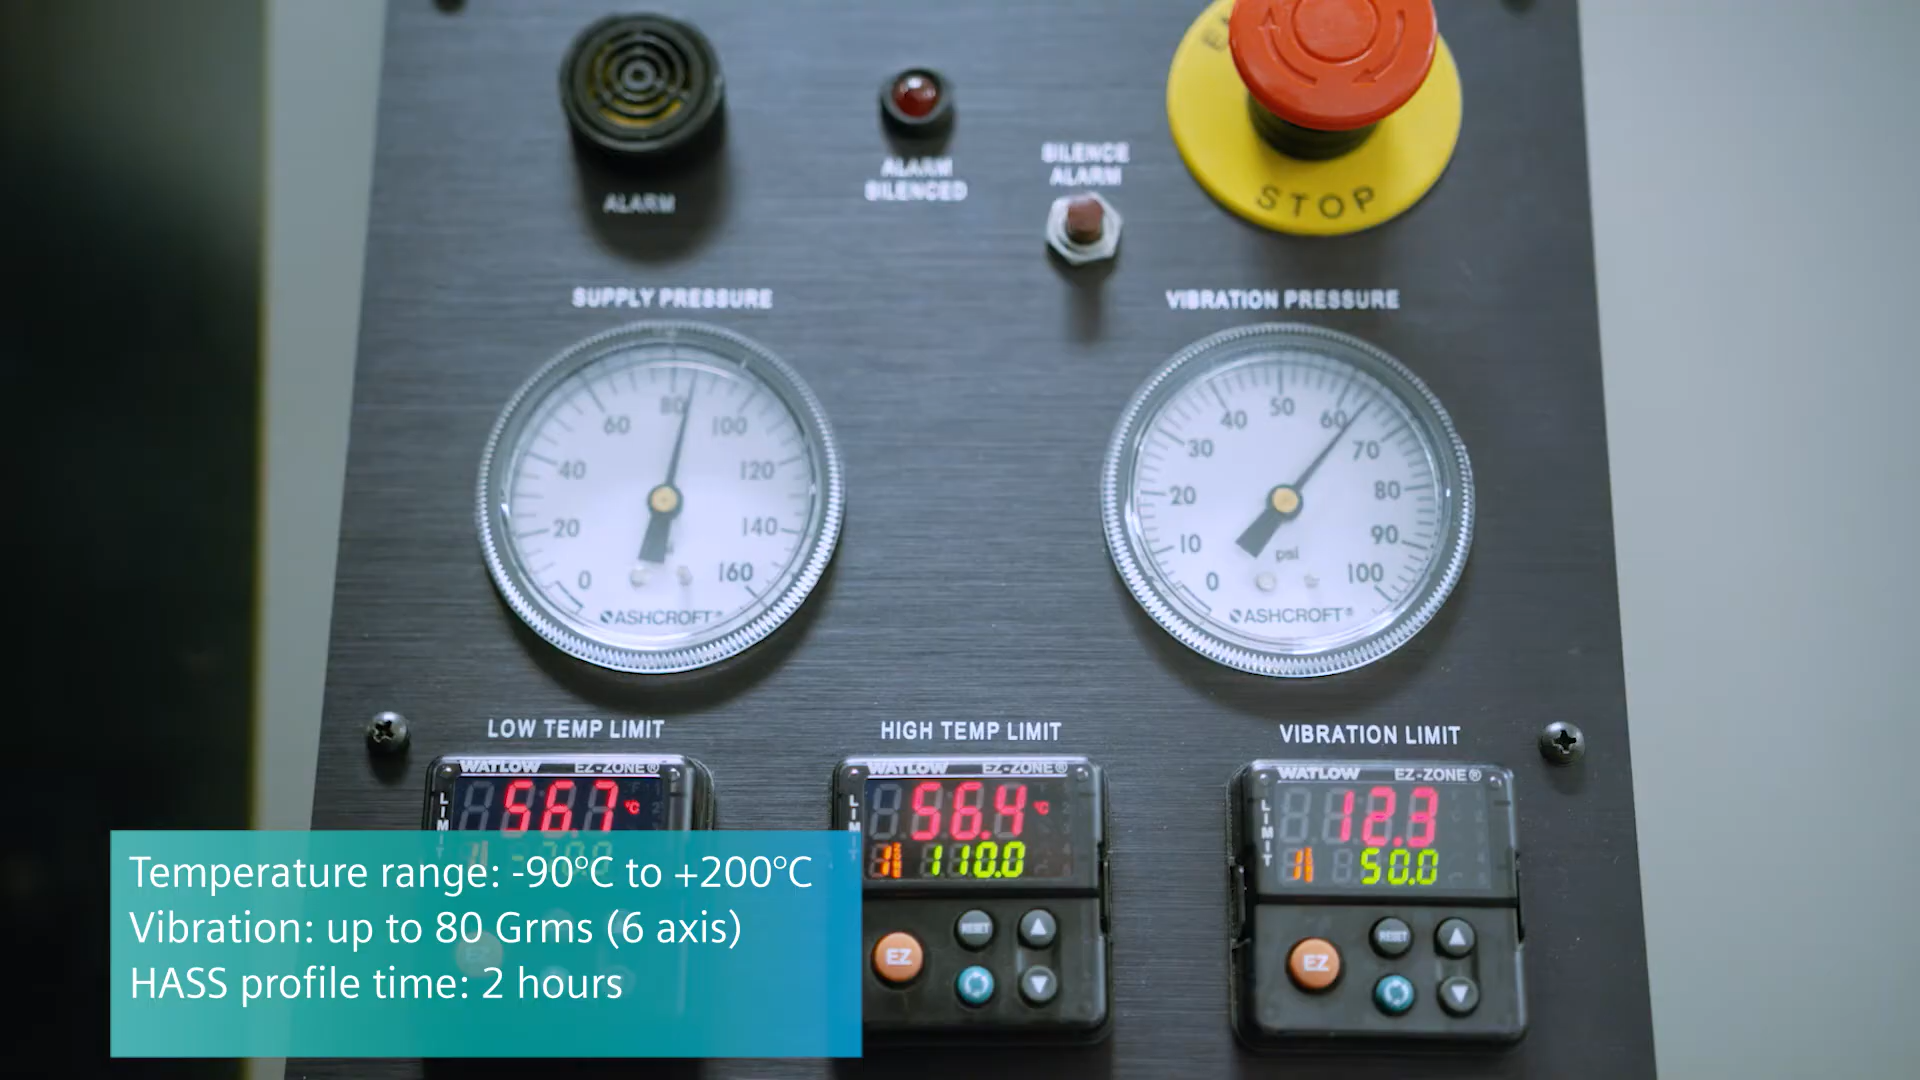 STOP
ALARM
ALARM
SILENCED
SILENCE
ALARM
SUPPLY PRESSURE
VIBRATION PRESSURE
0 20 40 60 80 100 120 140 160
ASHCROFT®
0 10 20 30 40 50 60 70 80 90 100
psi
ASHCROFT®
LOW TEMP LIMIT
HIGH TEMP LIMIT
VIBRATION LIMIT
WATLOW EZ-ZONE®
LIMIT
56.7 °C
WATLOW EZ-ZONE®
LIMIT
56.4 °C
110.0
EZ
RESET
WATLOW EZ-ZONE®
LIMIT
12.3
50.0
EZ
RESET
Temperature range: -90°C to +200°C
Vibration: up to 80 Grms (6 axis)
HASS profile time: 2 hours